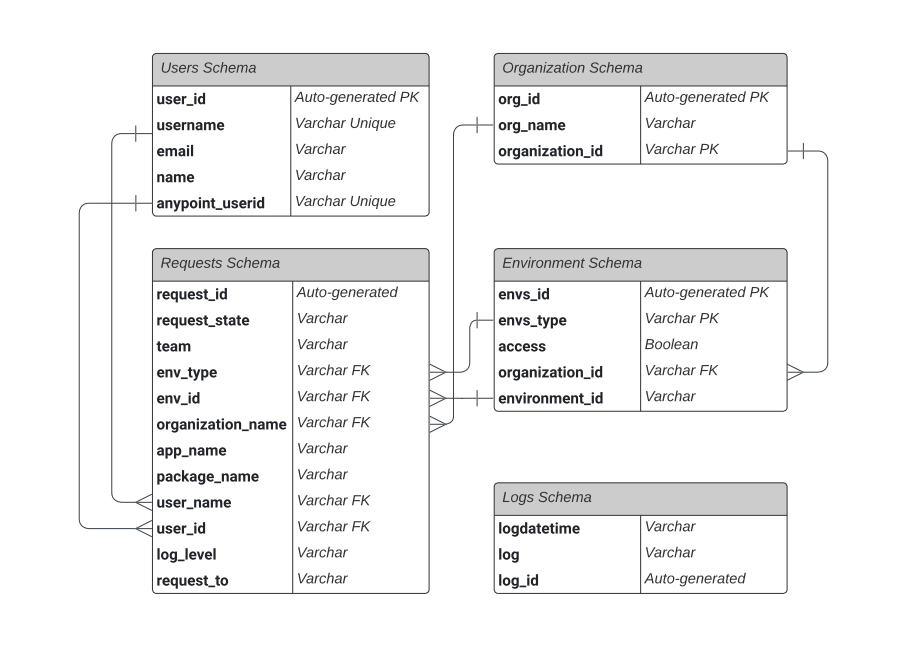 Users Schema
user_id Auto-generated PK
username Varchar Unique
email Varchar
name Varchar
anypoint_userid Varchar Unique
Organization Schema
org_id Auto-generated PK
org_name Varchar
organization_id Varchar PK
Requests Schema
request_id Auto-generated
request_state Varchar
team Varchar
env_type Varchar FK
env_id Varchar FK
organization_name Varchar FK
app_name Varchar
package_name Varchar
user_name Varchar FK
user_id Varchar FK
log_level Varchar
request_to Varchar
Environment Schema
envs_id Auto-generated PK
envs_type Varchar PK
access Boolean
organization_id Varchar FK
environment_id Varchar
Logs Schema
logdatetime Varchar
log Varchar
log_id Auto-generated